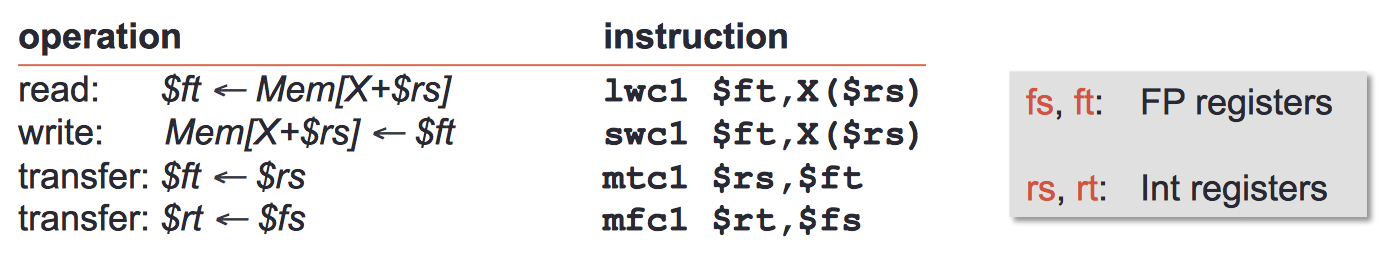 operation instruction
read: $ft ← Mem[X+$rs] lwc1 $ft,X($rs)
write: Mem[X+$rs] ← $ft swc1 $ft,X($rs)
transfer: $ft ← $rs mtc1 $rs,$ft
transfer: $rt ← $fs mfc1 $rt,$fs
fs, ft: FP registers
rs, rt: Int registers